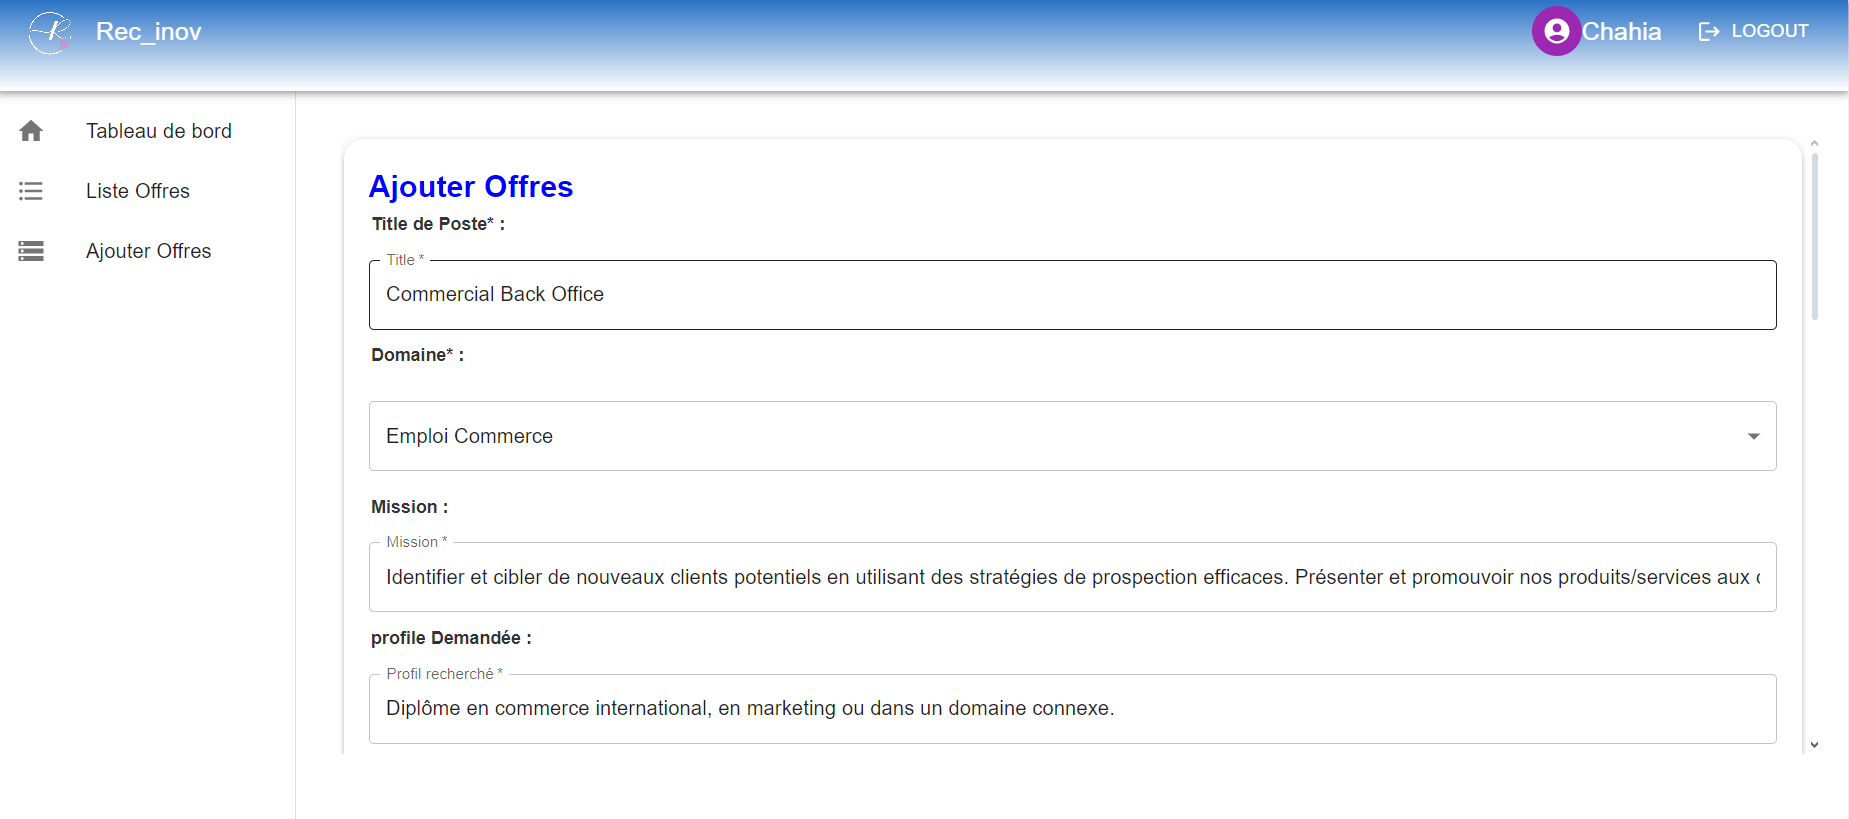 Rec_inov
Chahia
LOGOUT
Tableau de bord
Liste Offres
Ajouter Offres
Ajouter Offres
Title de Poste* :
Title *
Commercial Back Office
Domaine* :
Emploi Commerce
Mission :
Mission *
Identifier et cibler de nouveaux clients potentiels en utilisant des stratégies de prospection efficaces. Présenter et promouvoir nos produits/services aux
profile Demandée :
Profil recherché *
Diplôme en commerce international, en marketing ou dans un domaine connexe.